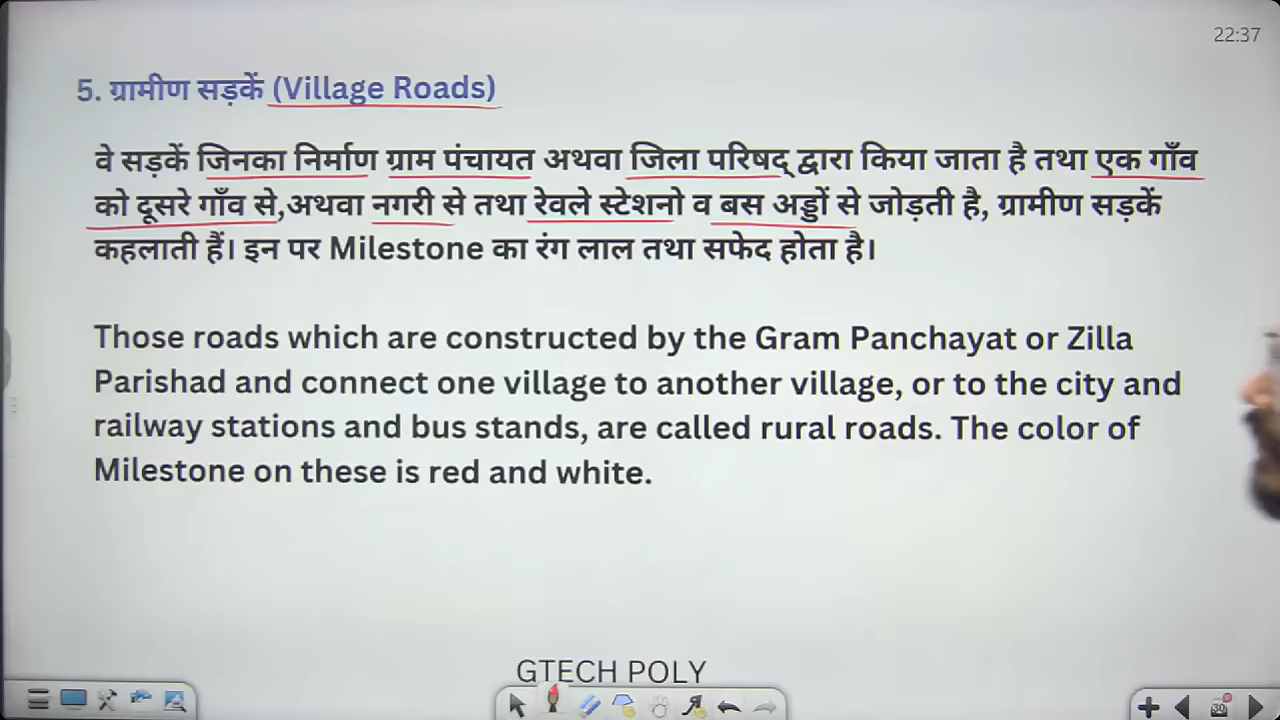 22:37
5. ग्रामीण सड़कें (Village Roads)
वे सड़कें जिनका निर्माण ग्राम पंचायत अथवा जिला परिषद् द्वारा किया जाता है तथा एक गाँव
को दूसरे गाँव से,अथवा नगरी से तथा रेवले स्टेशनो व बस अड्डों से जोड़ती है, ग्रामीण सड़कें
कहलाती हैं। इन पर Milestone का रंग लाल तथा सफेद होता है।
Those roads which are constructed by the Gram Panchayat or Zilla
Parishad and connect one village to another village, or to the city and
railway stations and bus stands, are called rural roads. The color of
Milestone on these is red and white.
GTECH POLY
30